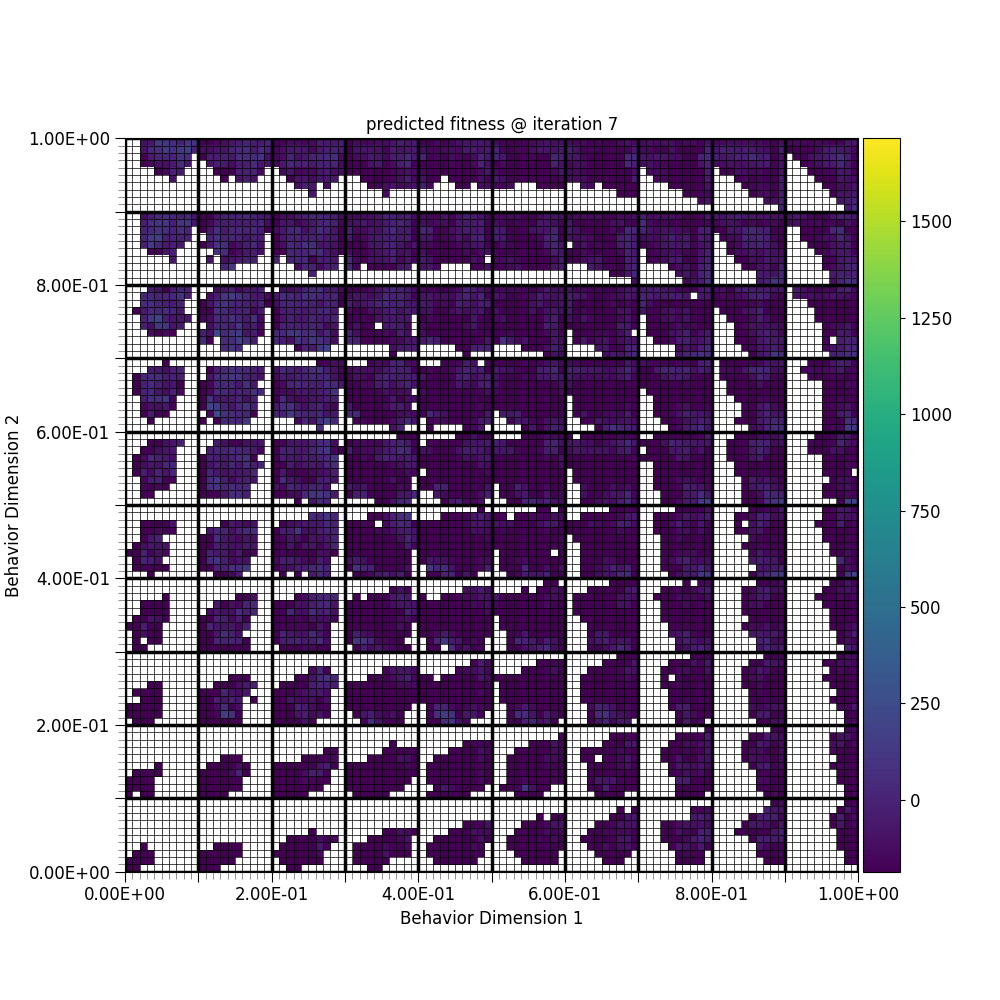 predicted fitness @ iteration 7
1.00E+00
8.00E-01
6.00E-01
4.00E-01
2.00E-01
0.00E+00
Behavior Dimension 2
0.00E+00 2.00E-01 4.00E-01 6.00E-01 8.00E-01 1.00E+00
Behavior Dimension 1
1500
1250
1000
750
500
250
0